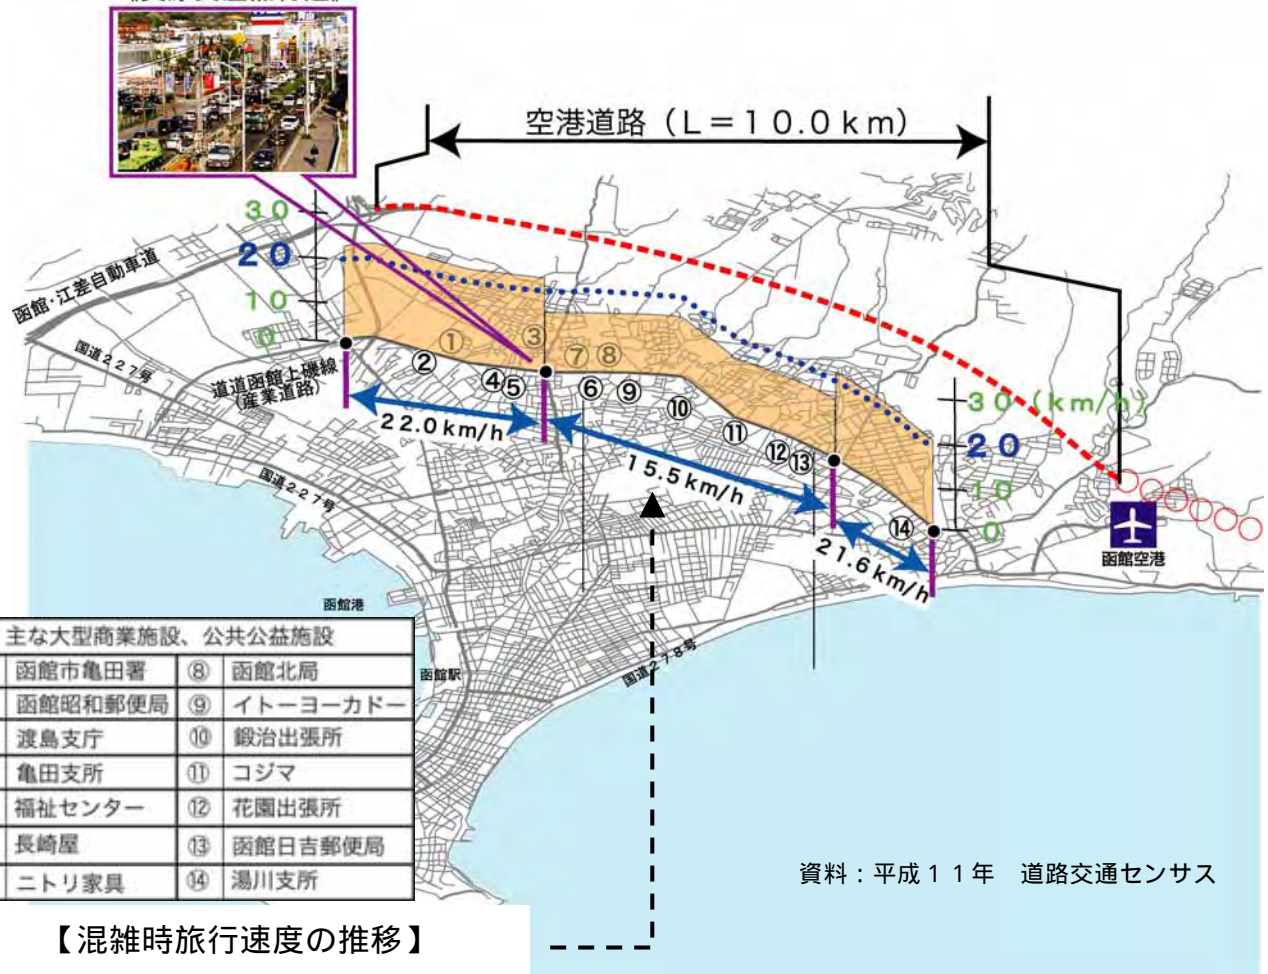 空港道路（Ｌ＝１０.０ｋｍ）
３０
２０
１０
０
函館・江差自動車道
国道２２７号
道道函館上磯線
（産業道路）
①
②
③
④
⑤
⑥
⑦
⑧
⑨
⑩
⑪
⑫
⑬
⑭
２２.０km/h
１５.５km/h
２１.６km/h
３０（km/h）
２０
１０
０
函館空港
国道２２７号
函館港
函館駅
国道２７８号
主な大型商業施設、公共公益施設
函館市亀田署 ⑧ 函館北局
函館昭和郵便局 ⑨ イトーヨーカドー
渡島支庁 ⑩ 鍛治出張所
亀田支所 ⑪ コジマ
福祉センター ⑫ 花園出張所
長崎屋 ⑬ 函館日吉郵便局
ニトリ家具 ⑭ 湯川支所
資料：平成１１年　道路交通センサス
【混雑時旅行速度の推移】